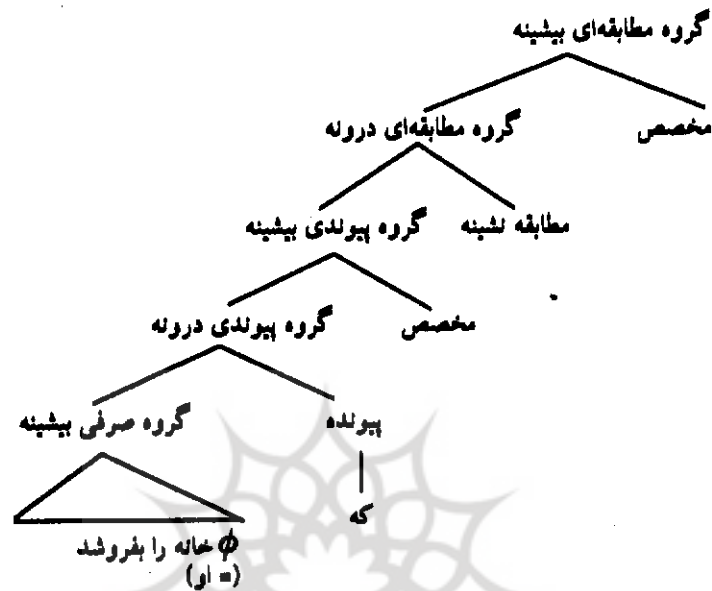 گروه مطابقه‌ای بیشینه
مخصص
گروه مطابقه‌ای درونه
مطابقه نشینه
گروه پیوندی بیشینه
مخصص
گروه پیوندی درونه
پیونده
گروه صرفی بیشینه
که
ϕ خانه را بفروشد
(= او)